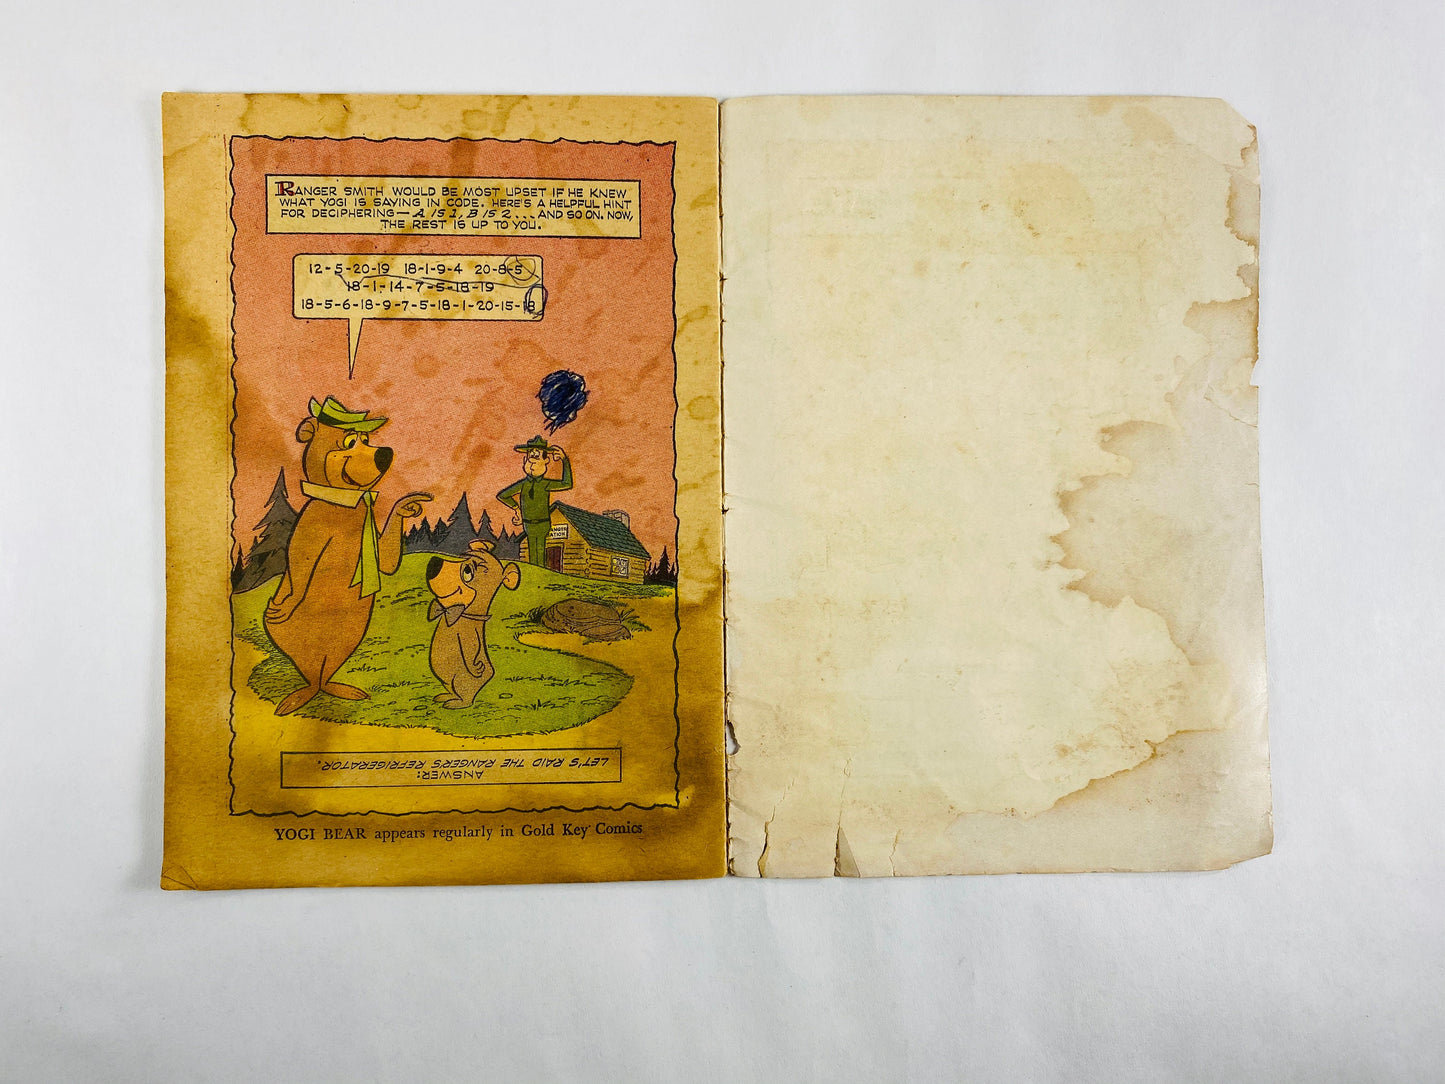 RANGER SMITH WOULD BE MOST UPSET IF HE KNEW
WHAT YOGI IS SAYING IN CODE. HERE'S A HELPFUL HINT
FOR DECIPHERING—A IS 1, B IS 2...AND SO ON. NOW,
THE REST IS UP TO YOU.
12-5-20-19 18-1-9-4 20-8-5
18-1-14-7-5-18-19
18-5-6-18-9-7-5-18-1-20-15-18
ANGER
ATION
ANSWER:
LET'S RAID THE RANGERS REFRIGERATOR.
YOGI BEAR appears regularly in Gold Key Comics